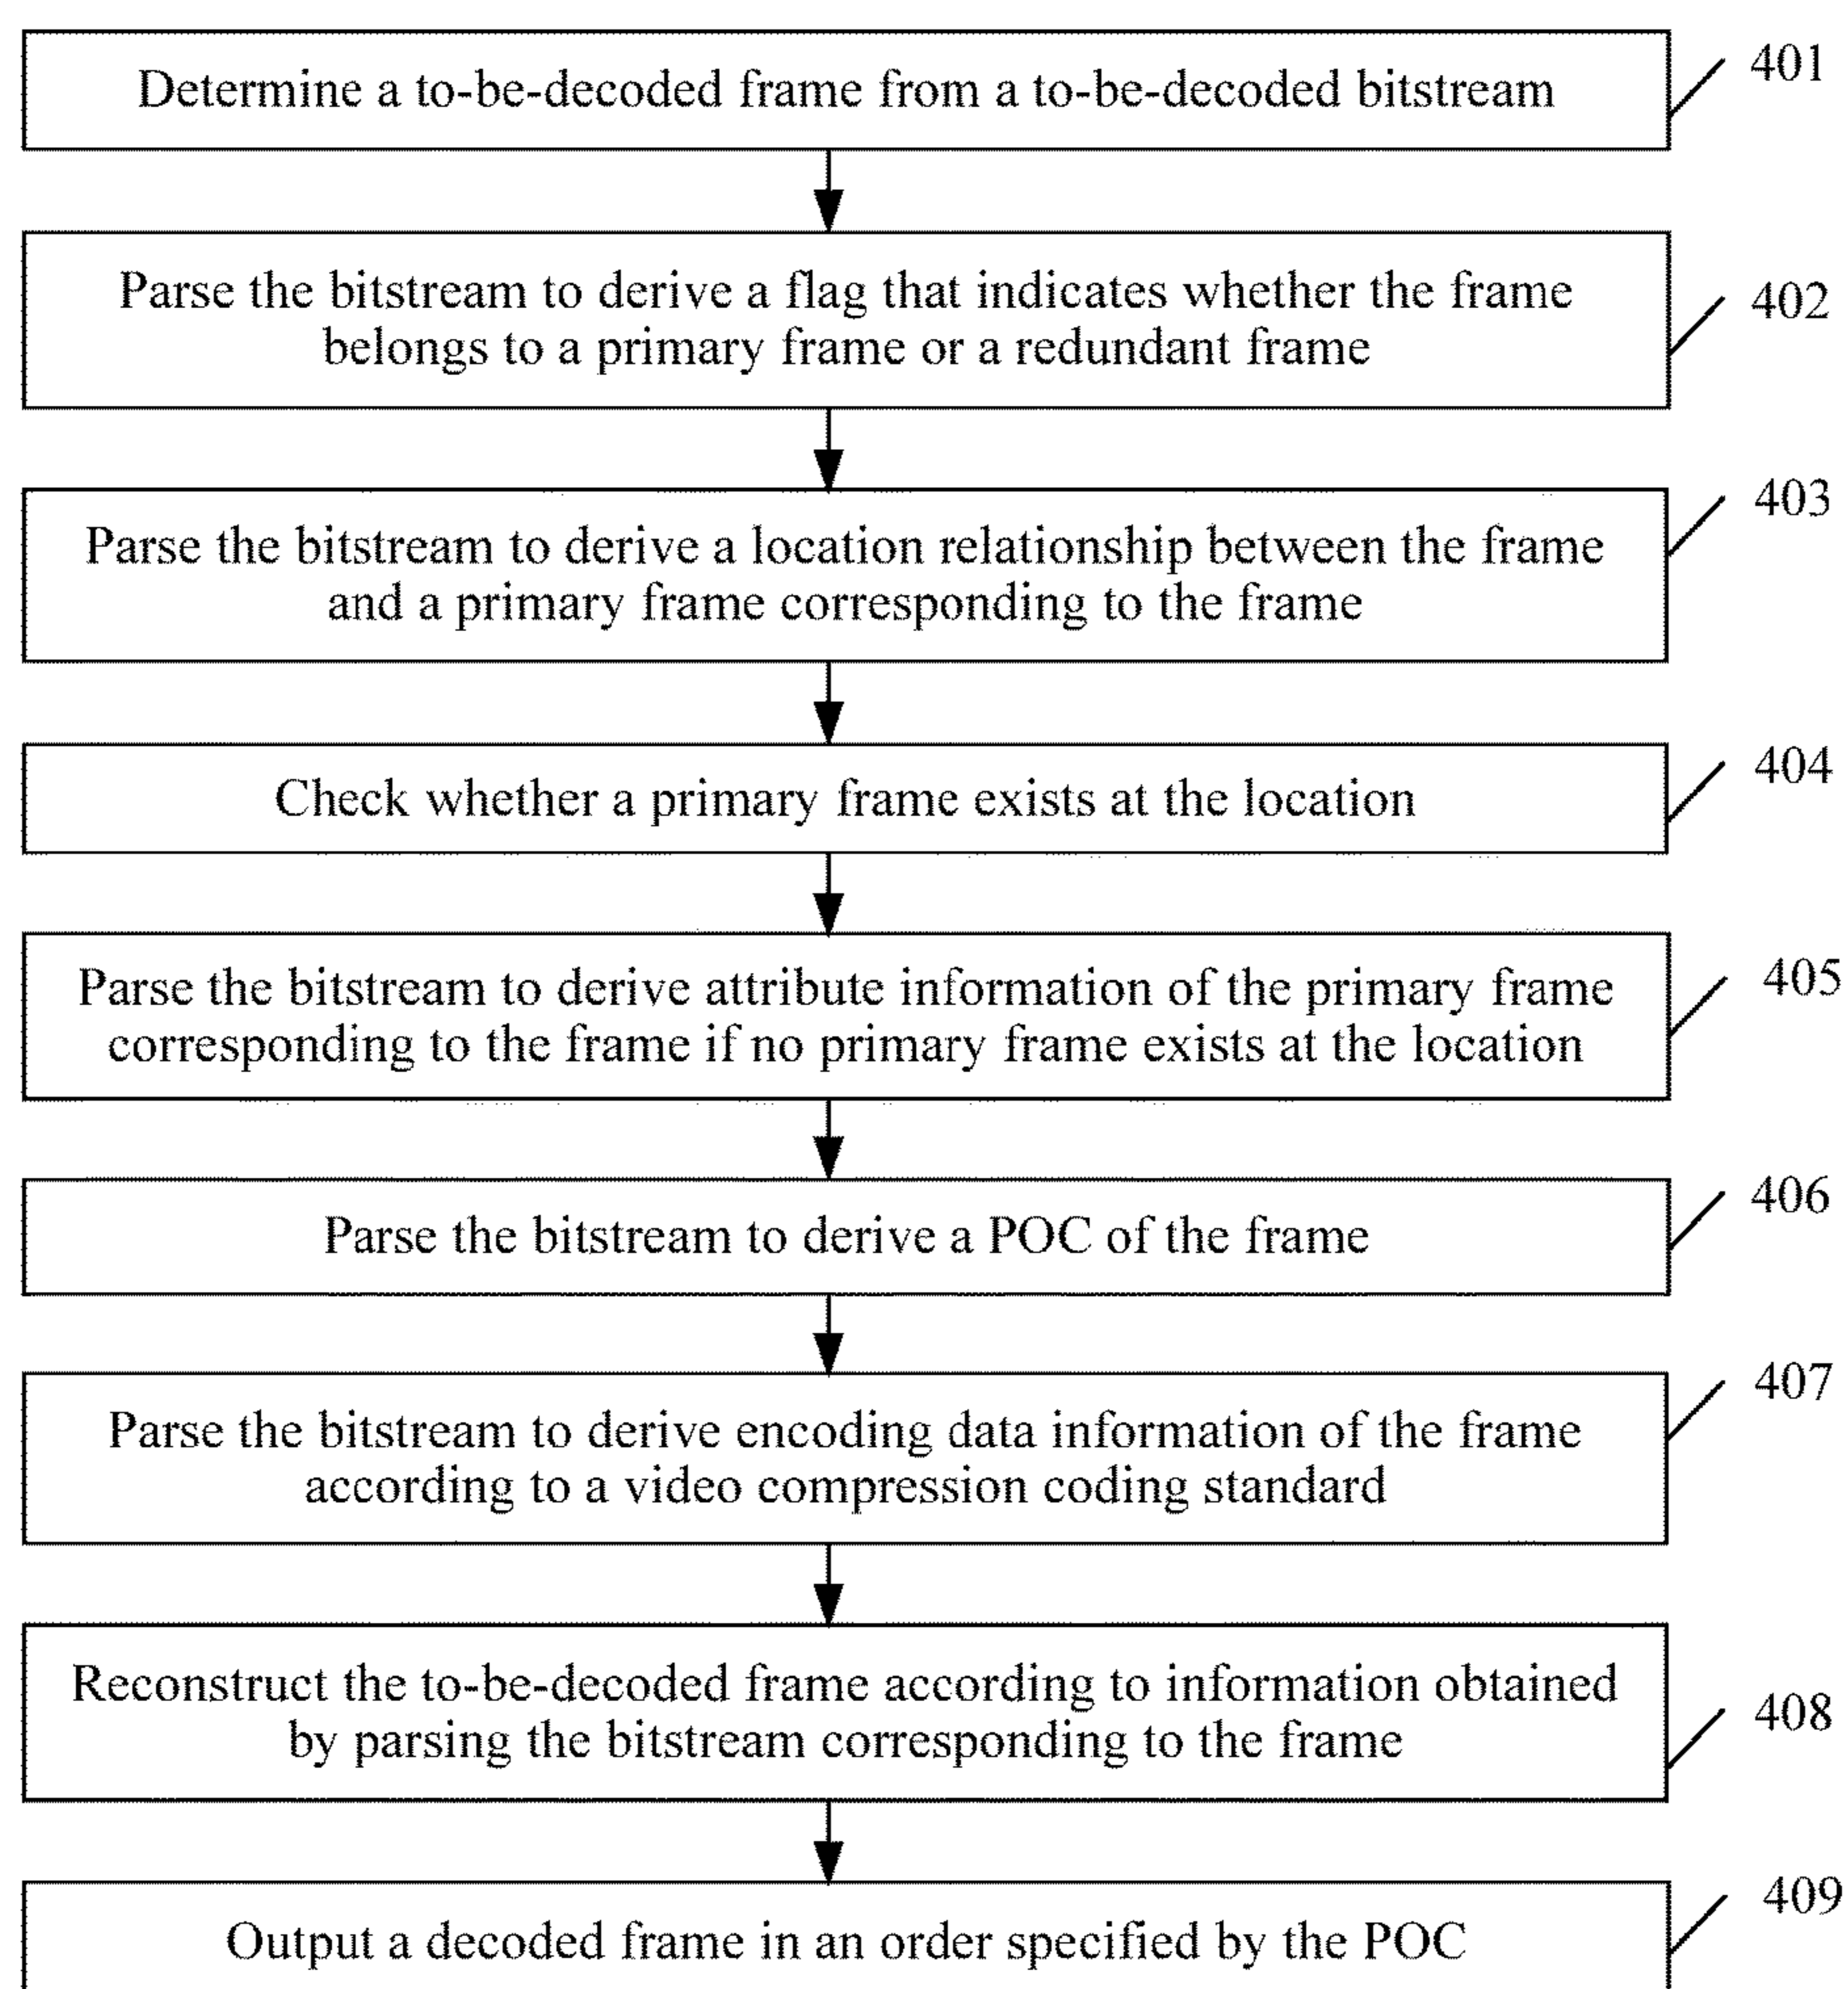 401
Determine a to-be-decoded frame from a to-be-decoded bitstream
402
Parse the bitstream to derive a flag that indicates whether the frame
belongs to a primary frame or a redundant frame
403
Parse the bitstream to derive a location relationship between the frame
and a primary frame corresponding to the frame
404
Check whether a primary frame exists at the location
405
Parse the bitstream to derive attribute information of the primary frame
corresponding to the frame if no primary frame exists at the location
406
Parse the bitstream to derive a POC of the frame
407
Parse the bitstream to derive encoding data information of the frame
according to a video compression coding standard
408
Reconstruct the to-be-decoded frame according to information obtained
by parsing the bitstream corresponding to the frame
409
Output a decoded frame in an order specified by the POC